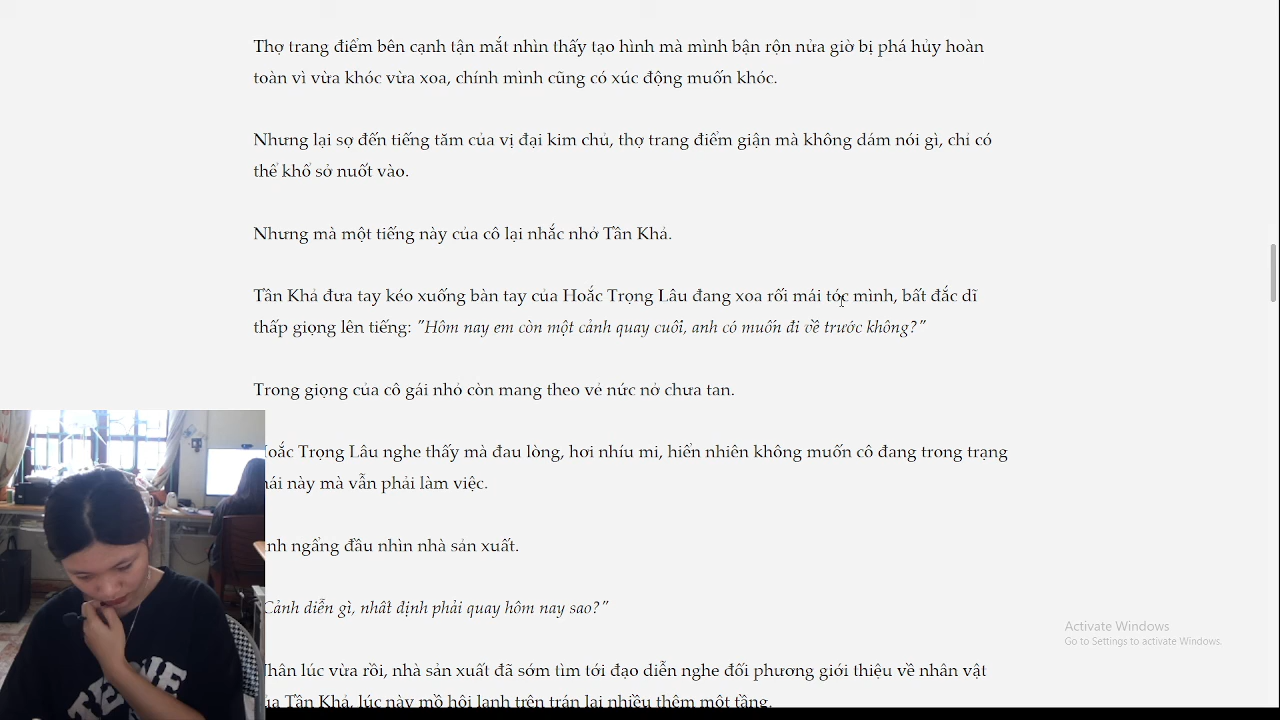 Thợ trang điểm bên cạnh tận mắt nhìn thấy tạo hình mà mình bận rộn nửa giờ bị phá hủy hoàn
toàn vì vừa khóc vừa xoa, chính mình cũng có xúc động muốn khóc.
Nhưng lại sợ đến tiếng tăm của vị đại kim chủ, thợ trang điểm giận mà không dám nói gì, chỉ có
thể khổ sở nuốt vào.
Nhưng mà một tiếng này của cô lại nhắc nhở Tần Khả.
Tần Khả đưa tay kéo xuống bàn tay của Hoắc Trọng Lâu đang xoa rối mái tóc mình, bất đắc dĩ
thấp giọng lên tiếng: "Hôm nay em còn một cảnh quay cuối, anh có muốn đi về trước không?"
Trong giọng của cô gái nhỏ còn mang theo vẻ nức nở chưa tan.
oắc Trọng Lâu nghe thấy mà đau lòng, hơi nhíu mi, hiển nhiên không muốn cô đang trong trạng
ái này mà vẫn phải làm việc.
nh ngẩng đầu nhìn nhà sản xuất.
Cảnh diễn gì, nhất định phải quay hôm nay sao?"
hân lúc vừa rồi, nhà sản xuất đã sớm tìm tới đạo diễn nghe đối phương giới thiệu về nhân vật
ủa Tần Khả, lúc này mồ hôi lạnh trên trán lại nhiều thêm một tầng.
Activate Windows
Go to Settings to activate Windows.